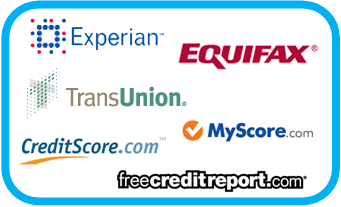 Experian™
EQUIFAX®
TransUnion®
MyScore.com
CreditScore.com™
freecreditreport.com®